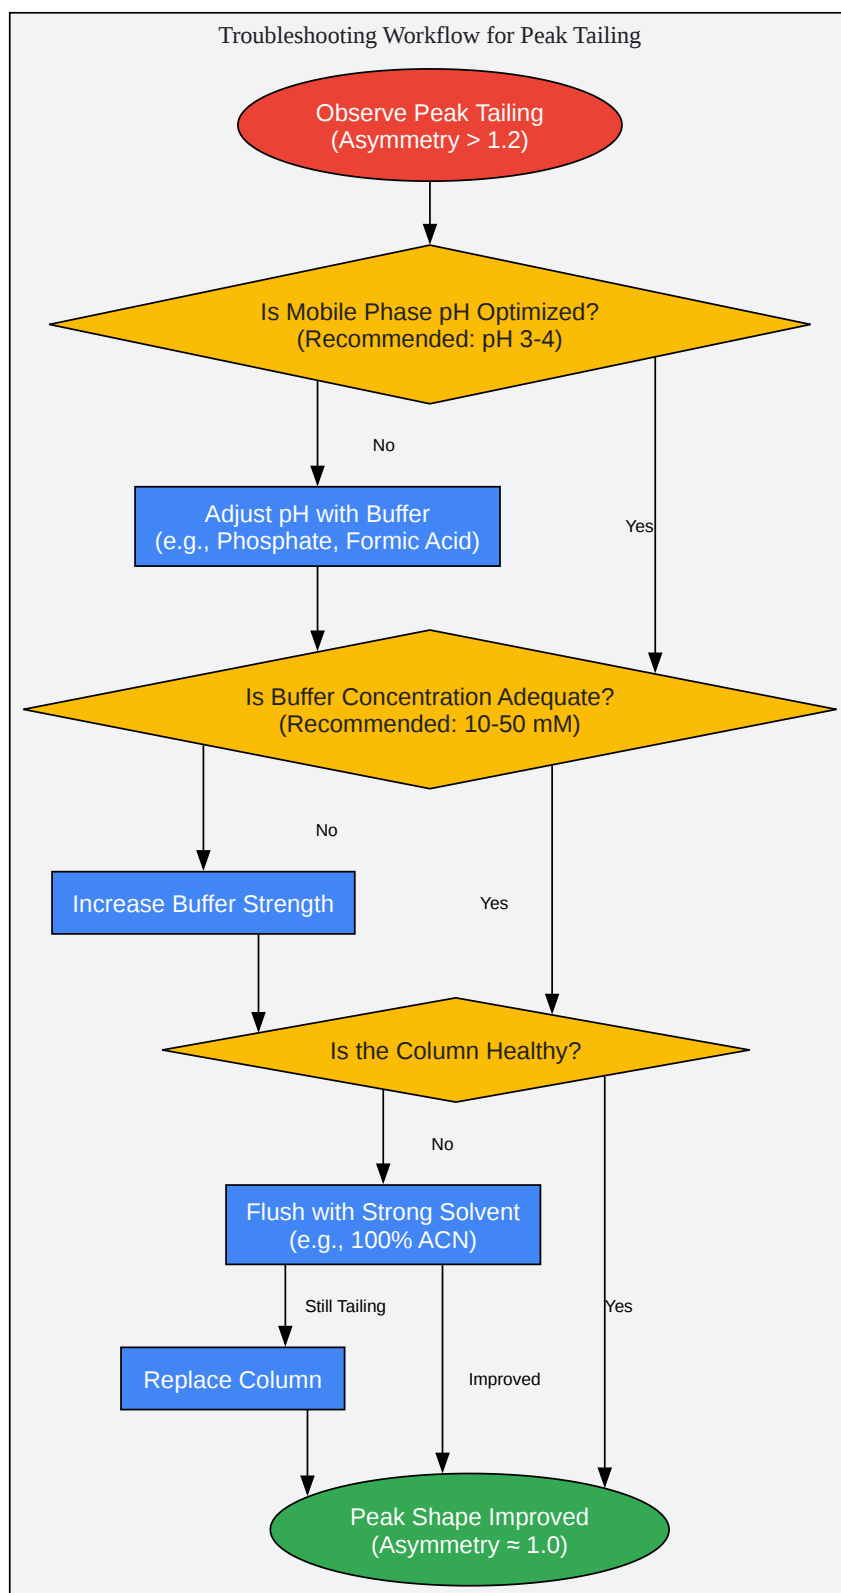 Troubleshooting Workflow for Peak Tailing
Observe Peak Tailing
(Asymmetry > 1.2)
Is Mobile Phase pH Optimized?
(Recommended: pH 3-4)
No
Adjust pH with Buffer
(e.g., Phosphate, Formic Acid)
Yes
Is Buffer Concentration Adequate?
(Recommended: 10-50 mM)
No
Increase Buffer Strength
Yes
Is the Column Healthy?
No
Flush with Strong Solvent
(e.g., 100% ACN)
Still Tailing
Yes
Replace Column
Improved
Peak Shape Improved
(Asymmetry ≈ 1.0)